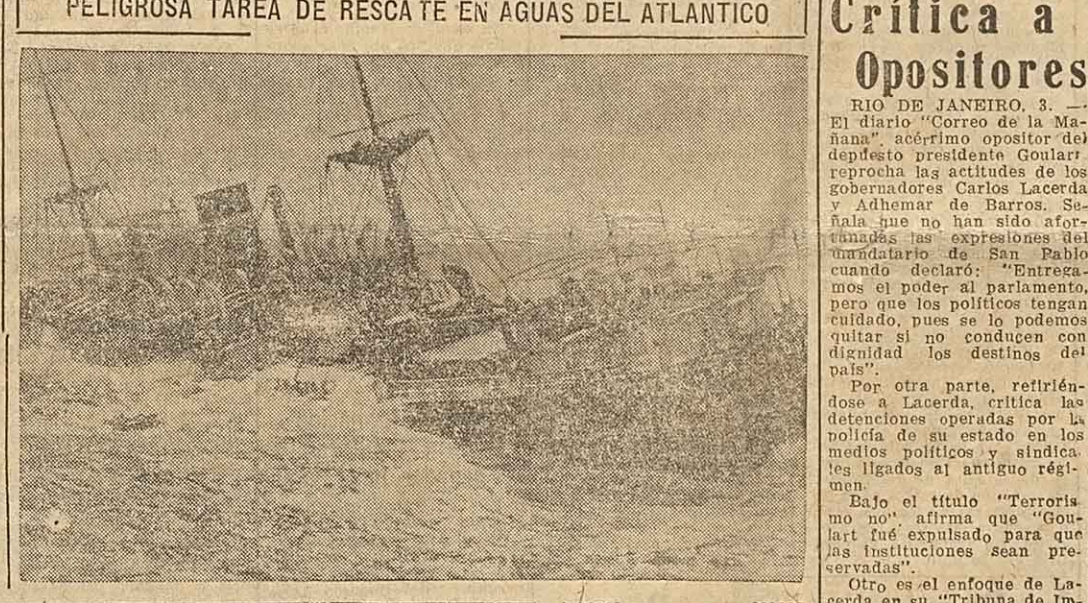 PELIGROSA TAREA DE RESCATE EN AGUAS DEL ATLANTICO
Crítica a
Opositores
RIO DE JANEIRO, 3. —
El diario "Correo de la Ma-
ñana", acérrimo opositor del
depuesto presidente Goulart
reprocha las actitudes de los
gobernadores Carlos Lacerda
y Adhemar de Barros. Se-
ñala que no han sido afor-
tunadas las expresiones del
mandatario de San Pablo
cuando declaró: "Entrega-
mos el poder al parlamento,
pero que los políticos tengan
cuidado, pues se lo podemos
quitar si no conducen con
dignidad los destinos del
país".
Por otra parte, refirién-
dose a Lacerda, critica las
detenciones operadas por la
policía de su estado en los
medios políticos y sindica-
les ligados al antiguo régi-
men.
Bajo el título "Terroris
mo no", afirma que "Gou-
lart fué expulsado para que
las instituciones sean pre-
servadas".
Otro es el enfoque de La-
cerda en su "Tribuna de Im-